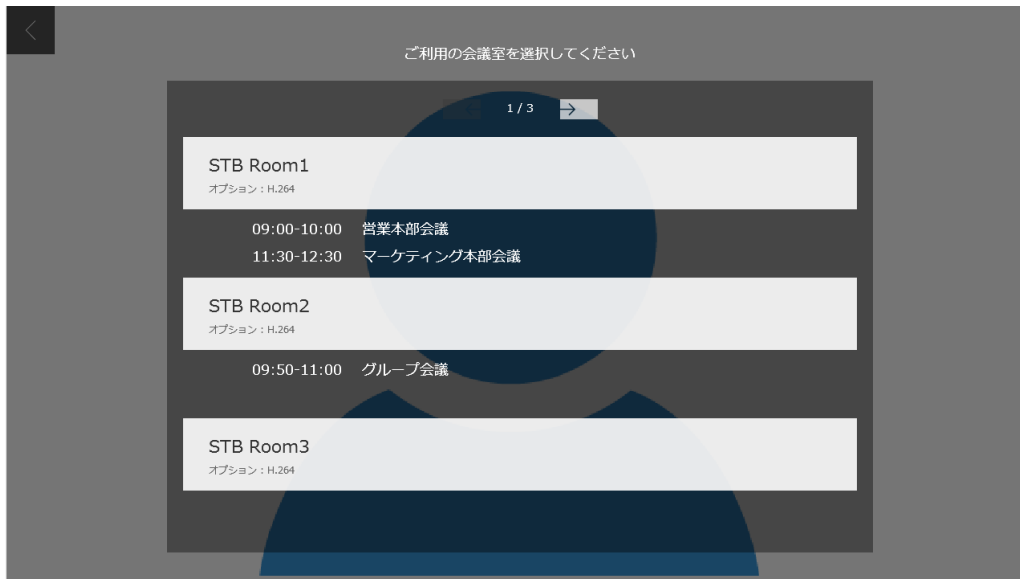 ご利用の会議室を選択してください
1 / 3
STB Room1
オプション：H.264
09:00-10:00 営業本部会議
11:30-12:30 マーケティング本部会議
STB Room2
オプション：H.264
09:50-11:00 グループ会議
STB Room3
オプション：H.264